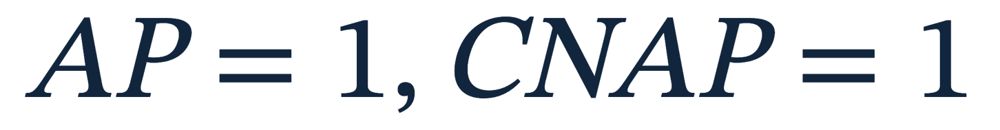 AP = 1, CNAP = 1